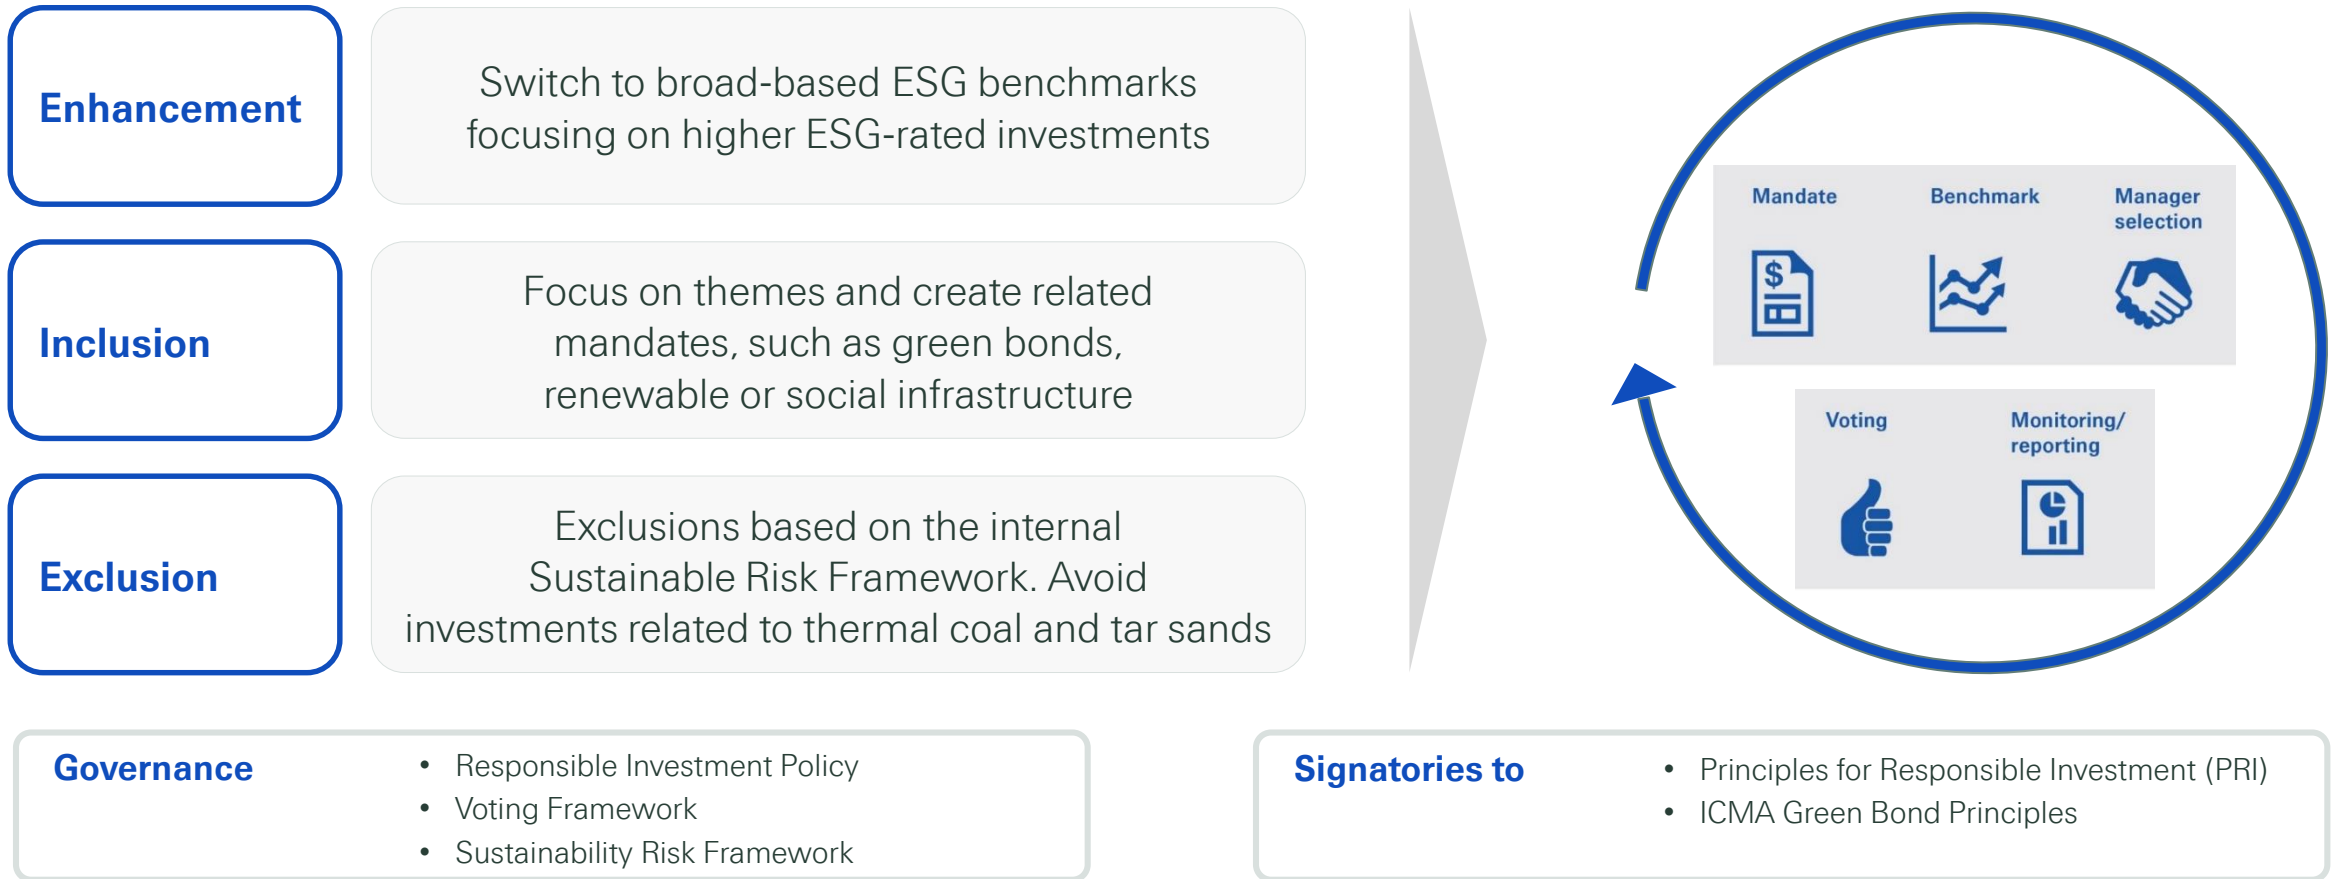 Enhancement
Switch to broad-based ESG benchmarks
focusing on higher ESG-rated investments
Inclusion
Focus on themes and create related
mandates, such as green bonds,
renewable or social infrastructure
Exclusion
Exclusions based on the internal
Sustainable Risk Framework. Avoid
investments related to thermal coal and tar sands
Mandate
Benchmark
Manager
selection
$
Voting
Monitoring/
reporting
Governance
• Responsible Investment Policy
• Voting Framework
• Sustainability Risk Framework
Signatories to
• Principles for Responsible Investment (PRI)
• ICMA Green Bond Principles